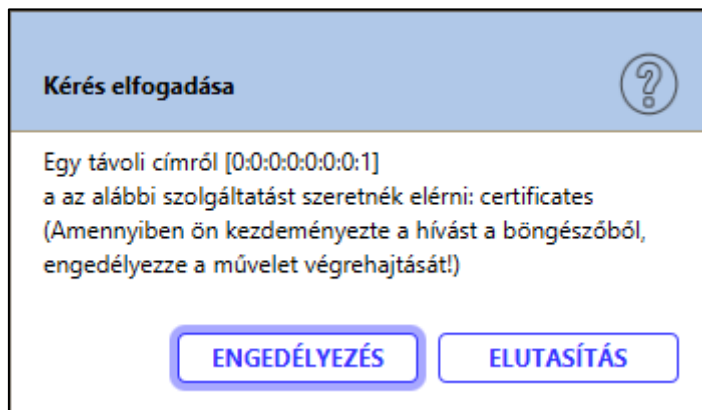 Kérés elfogadása
?
Egy távoli címről [0:0:0:0:0:0:0:1]
a az alábbi szolgáltatást szeretnék elérni: certificates
(Amennyiben ön kezdeményezte a hívást a böngészőből,
engedélyezze a művelet végrehajtását!)
ENGEDÉLYEZÉS ELUTASÍTÁS